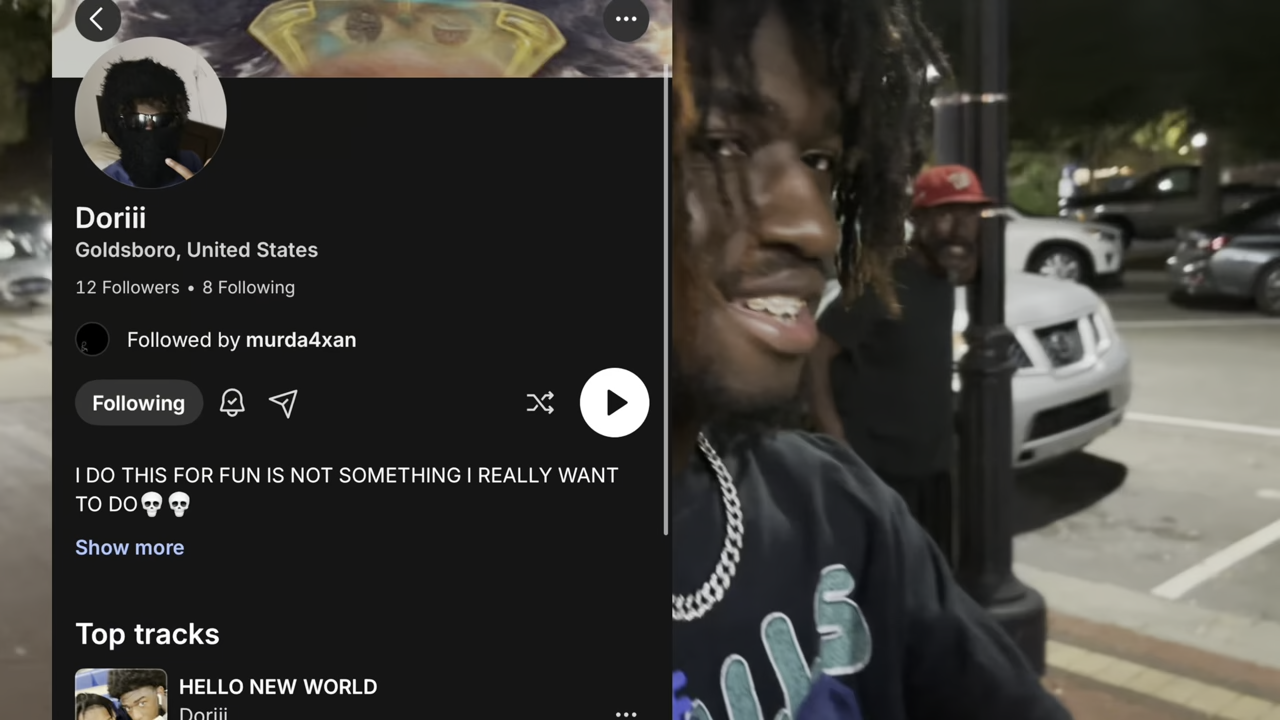 Doriii
Goldsboro, United States
12 Followers • 8 Following
Followed by murda4xan
Following
I DO THIS FOR FUN IS NOT SOMETHING I REALLY WANT
TO DO💀💀
Show more
Top tracks
HELLO NEW WORLD
Doriii